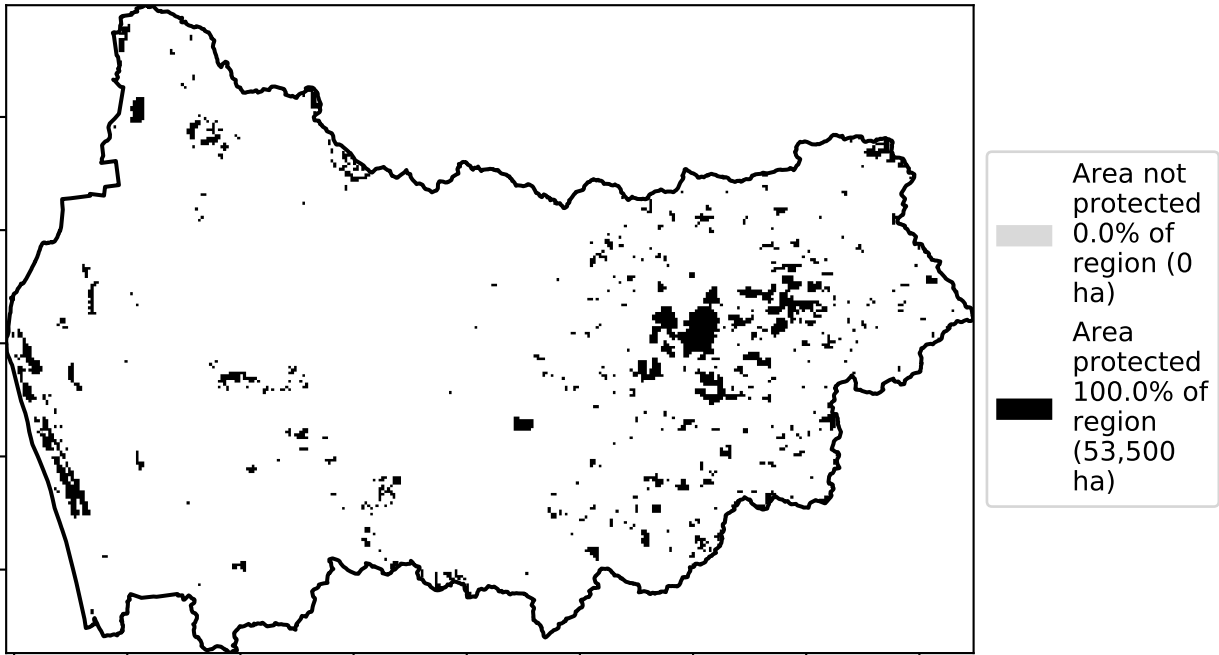 Area not
protected
0.0% of
region (0
ha)
Area
protected
100.0% of
region
(53,500
ha)